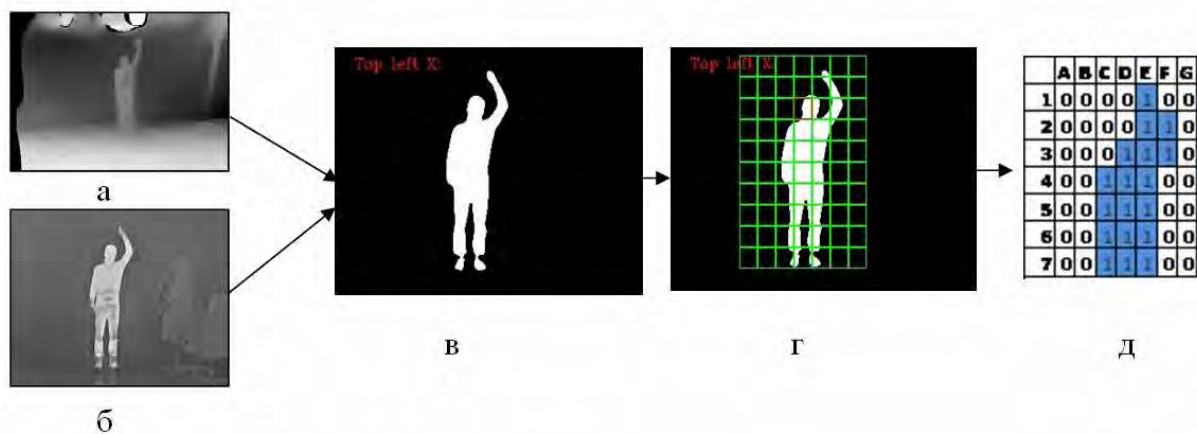 а
б
Top left X:
в
Top left X:
г
A B C D E F G
1 0 0 0 0 1 0 0
2 0 0 0 0 1 1 0
3 0 0 0 1 1 1 0
4 0 0 1 1 1 0 0
5 0 0 1 1 1 0 0
6 0 0 1 1 1 0 0
7 0 0 1 1 1 0 0
д